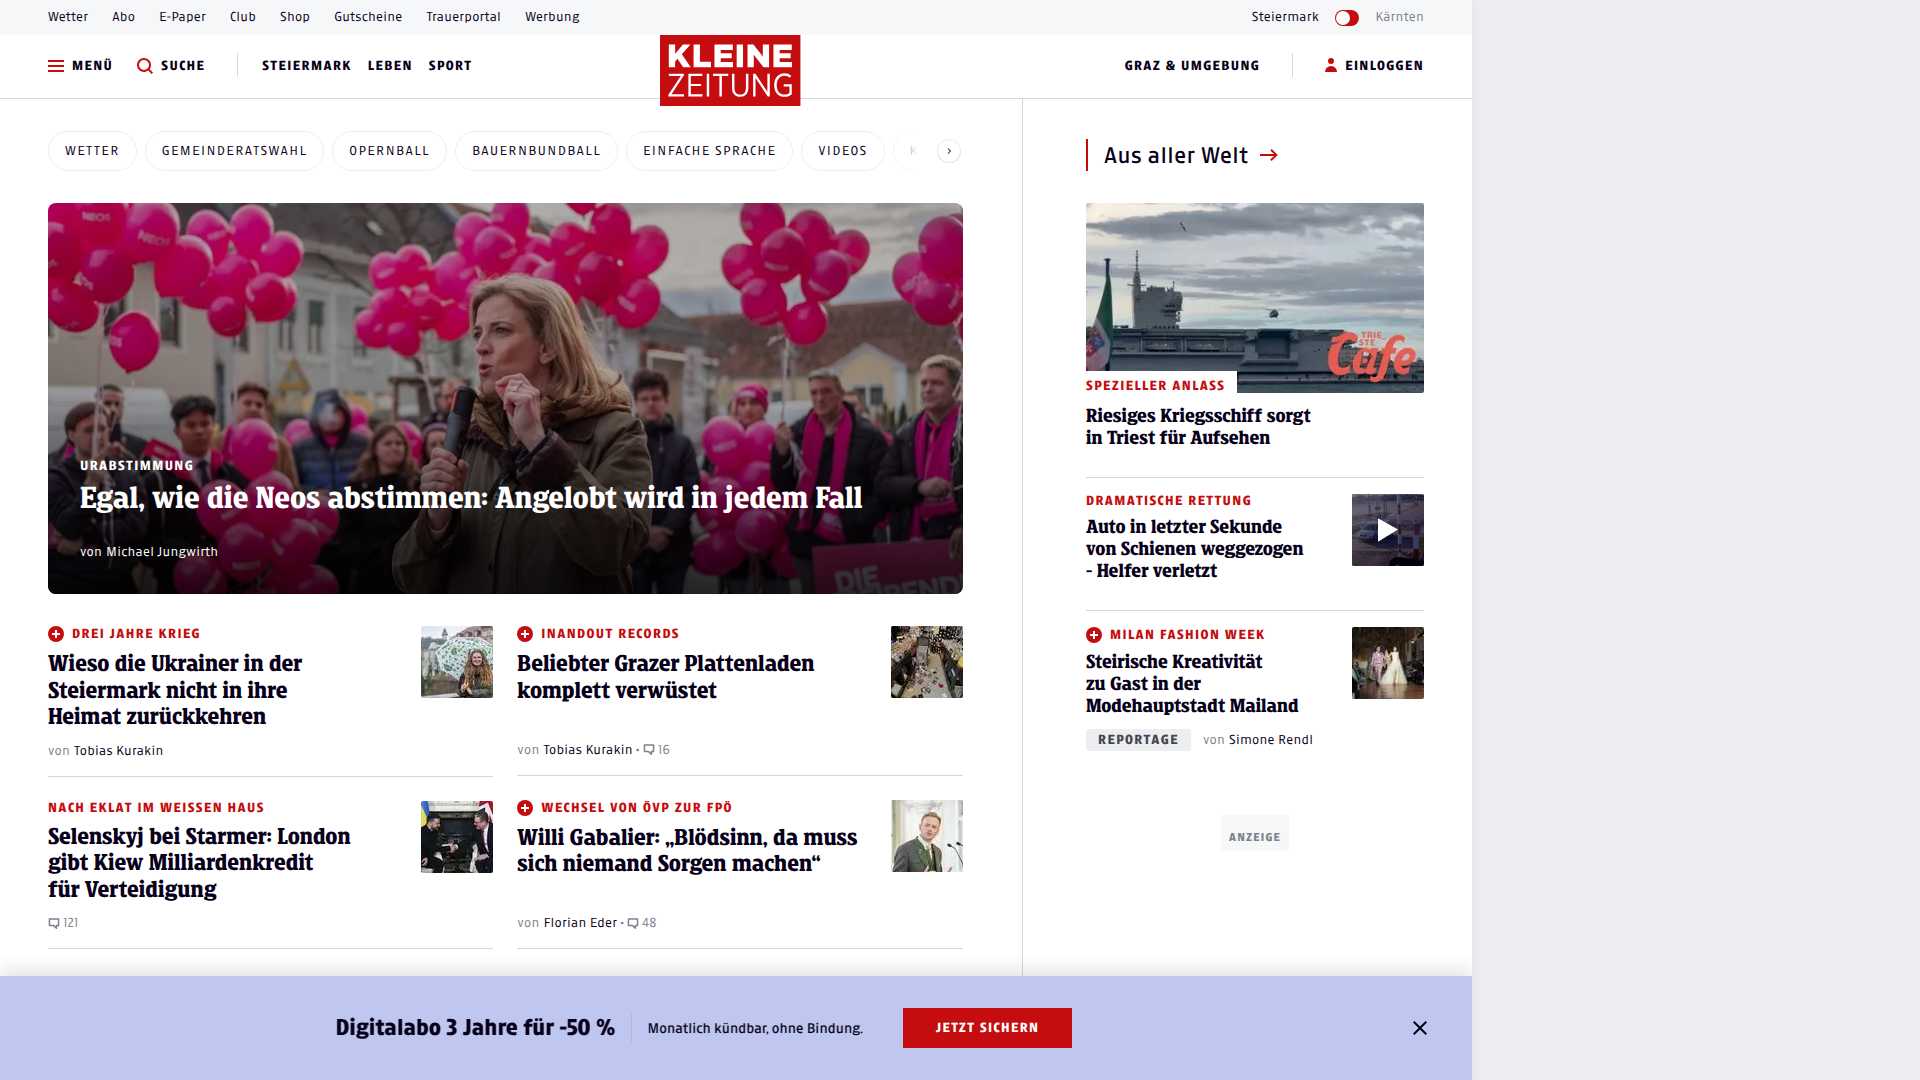 Wetter Abo E-Paper Club Shop Gutscheine Trauerportal Werbung Steiermark Kärnten
MENÜ SUCHE STEIERMARK LEBEN SPORT KLEINE ZEITUNG GRAZ & UMGEBUNG EINLOGGEN
WETTER GEMEINDERATSWAHL OPERNBALL BAUERNBUNDBALL EINFACHE SPRACHE VIDEOS K
NEOS
NEOS
URABSTIMMUNG
Egal, wie die Neos abstimmen: Angelobt wird in jedem Fall
von Michael Jungwirth
DIE
DREI JAHRE KRIEG
Wieso die Ukrainer in der
Steiermark nicht in ihre
Heimat zurückkehren
von Tobias Kurakin
INANDOUT RECORDS
Beliebter Grazer Plattenladen
komplett verwüstet
von Tobias Kurakin • 16
NACH EKLAT IM WEISSEN HAUS
Selenskyj bei Starmer: London
gibt Kiew Milliardenkredit
für Verteidigung
121
WECHSEL VON ÖVP ZUR FPÖ
Willi Gabalier: „Blödsinn, da muss
sich niemand Sorgen machen“
von Florian Eder • 48
Aus aller Welt
TRIE
STE
Cafe
SPEZIELLER ANLASS
Riesiges Kriegsschiff sorgt
in Triest für Aufsehen
DRAMATISCHE RETTUNG
Auto in letzter Sekunde
von Schienen weggezogen
- Helfer verletzt
MILAN FASHION WEEK
Steirische Kreativität
zu Gast in der
Modehauptstadt Mailand
REPORTAGE von Simone Rendl
ANZEIGE
Digitalabo 3 Jahre für -50 % Monatlich kündbar, ohne Bindung. JETZT SICHERN